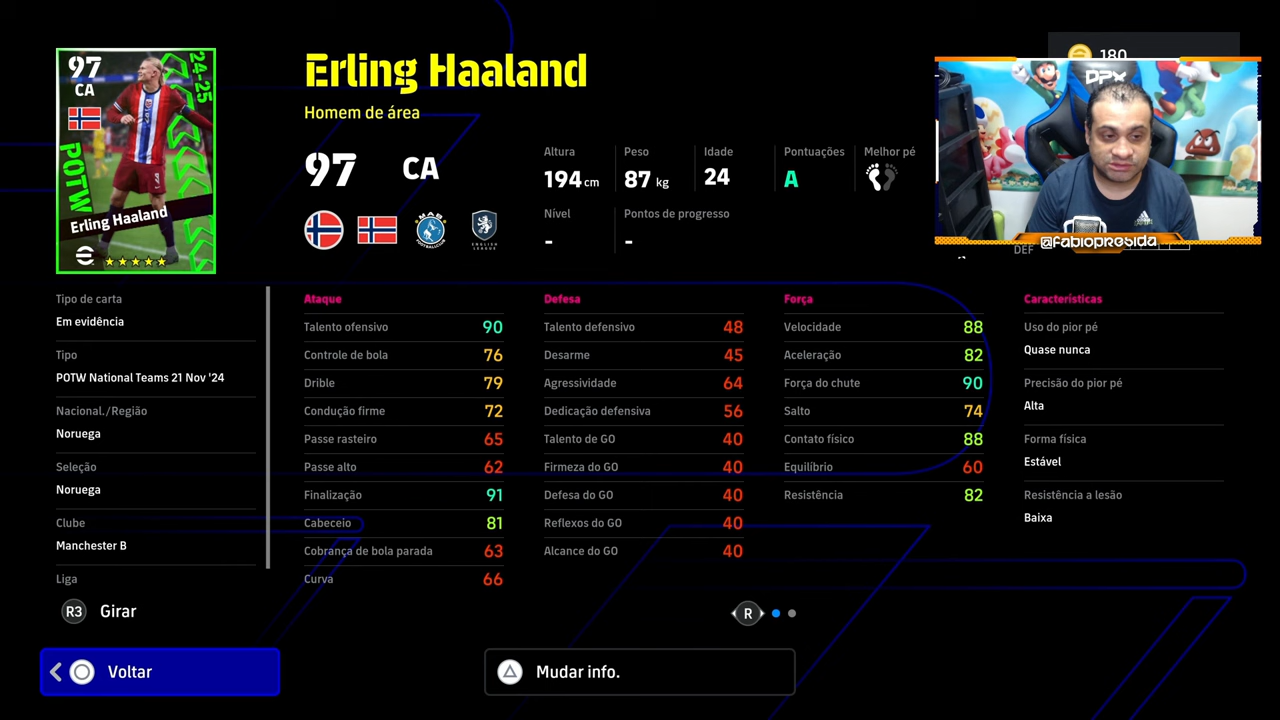 97
CA
24-25
POTW
Erling Haaland
Erling Haaland
Homem de área
97 CA
Altura
194 cm
Peso
87 kg
Idade
24
Pontuações
A
Melhor pé
Nível
-
Pontos de progresso
-
180
DPX
@fabiopresida
DEF
MAB
FOOTBALL CLUB
ENGLISH
LEAGUE
Tipo de carta
Em evidência
Tipo
POTW National Teams 21 Nov '24
Nacional./Região
Noruega
Seleção
Noruega
Clube
Manchester B
Liga
Ataque
Talento ofensivo 90
Controle de bola 76
Drible 79
Condução firme 72
Passe rasteiro 65
Passe alto 62
Finalização 91
Cabeceio 81
Cobrança de bola parada 63
Curva 66
Defesa
Talento defensivo 48
Desarme 45
Agressividade 64
Dedicação defensiva 56
Talento de GO 40
Firmeza do GO 40
Defesa do GO 40
Reflexos do GO 40
Alcance do GO 40
Força
Velocidade 88
Aceleração 82
Força do chute 90
Salto 74
Contato físico 88
Equilíbrio 60
Resistência 82
Características
Uso do pior pé
Quase nunca
Precisão do pior pé
Alta
Forma física
Estável
Resistência a lesão
Baixa
R3 Girar
R
Voltar
Mudar info.